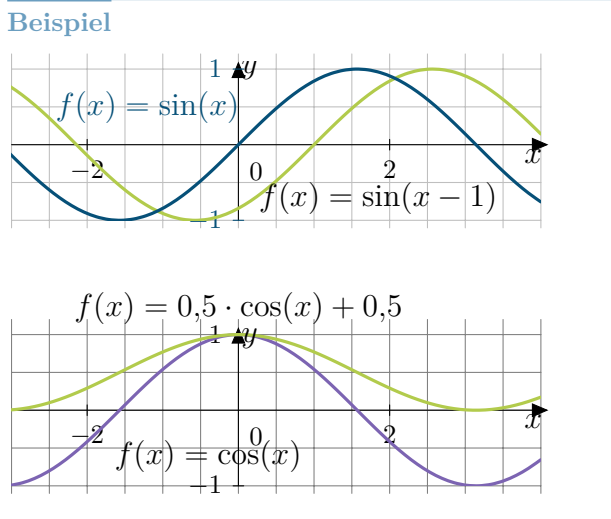 Beispiel
1 y
f(x) = sin(x)
−2 0 2 x
f(x) = sin(x − 1)
−1
f(x) = 0,5 · cos(x) + 0,5
1 y
−2 0 2 x
f(x) = cos(x)
−1